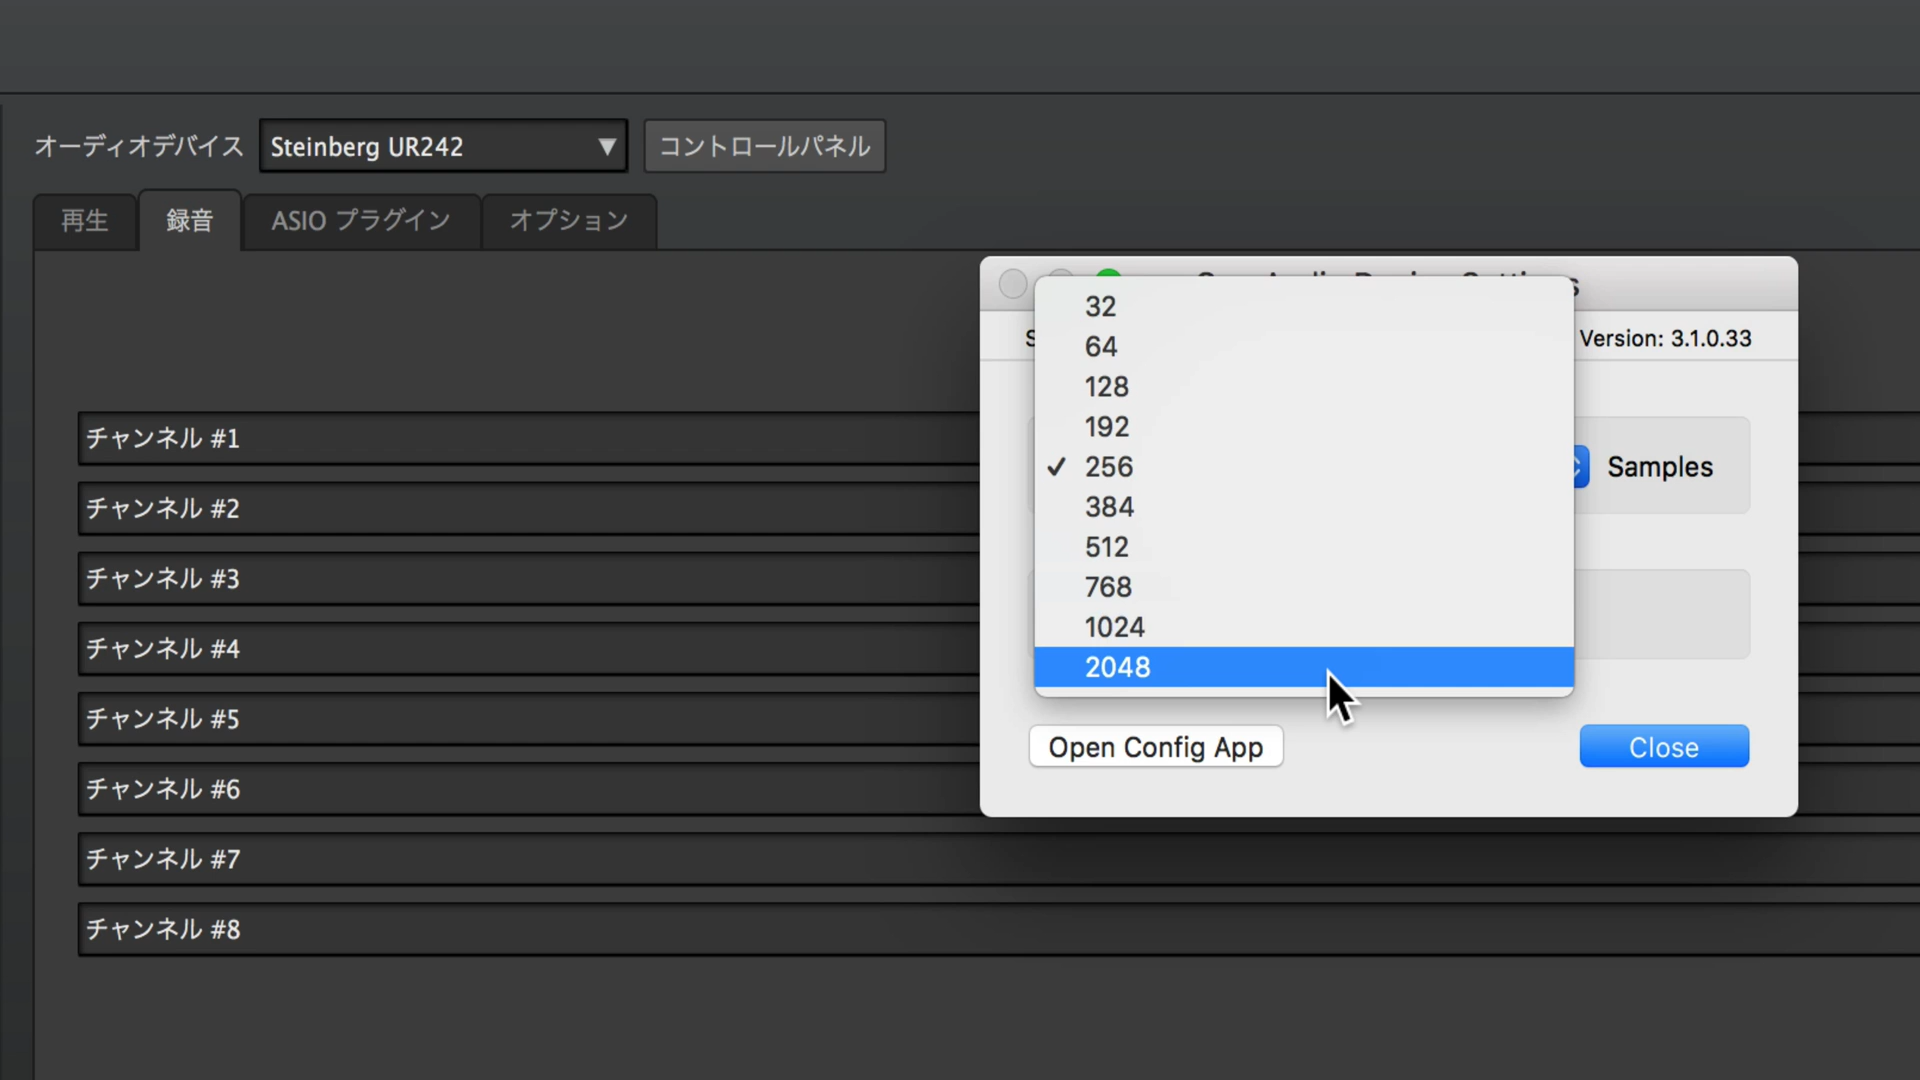 オーディオデバイス Steinberg UR242 コントロールパネル
再生 録音 ASIO プラグイン オプション
Version: 3.1.0.33
32
64
128
192
✓ 256 Samples
384
512
768
1024
2048
Open Config App Close
チャンネル #1
チャンネル #2
チャンネル #3
チャンネル #4
チャンネル #5
チャンネル #6
チャンネル #7
チャンネル #8